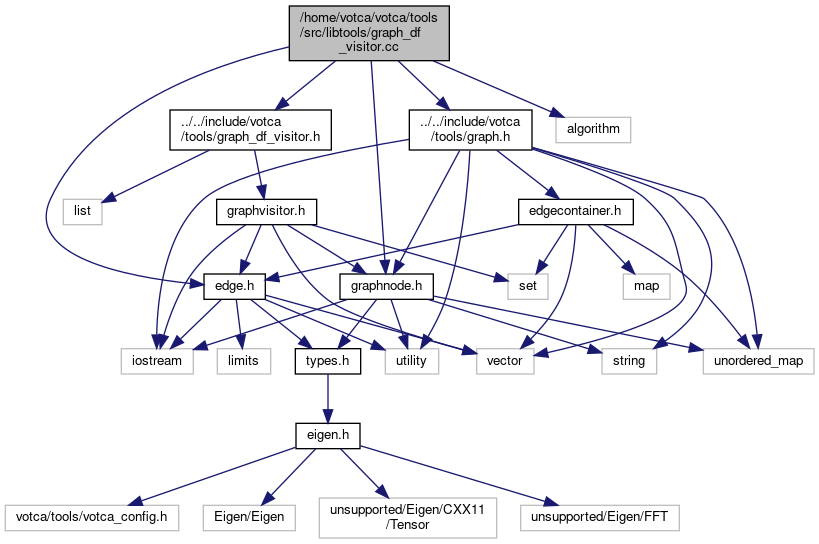 /home/votca/votca/tools
/src/libtools/graph_df
_visitor.cc
../../include/votca
/tools/graph_df_visitor.h
../../include/votca
/tools/graph.h
algorithm
list
graphvisitor.h
edgecontainer.h
edge.h
graphnode.h
set
map
iostream
limits
types.h
utility
vector
string
unordered_map
eigen.h
votca/tools/votca_config.h
Eigen/Eigen
unsupported/Eigen/CXX11
/Tensor
unsupported/Eigen/FFT